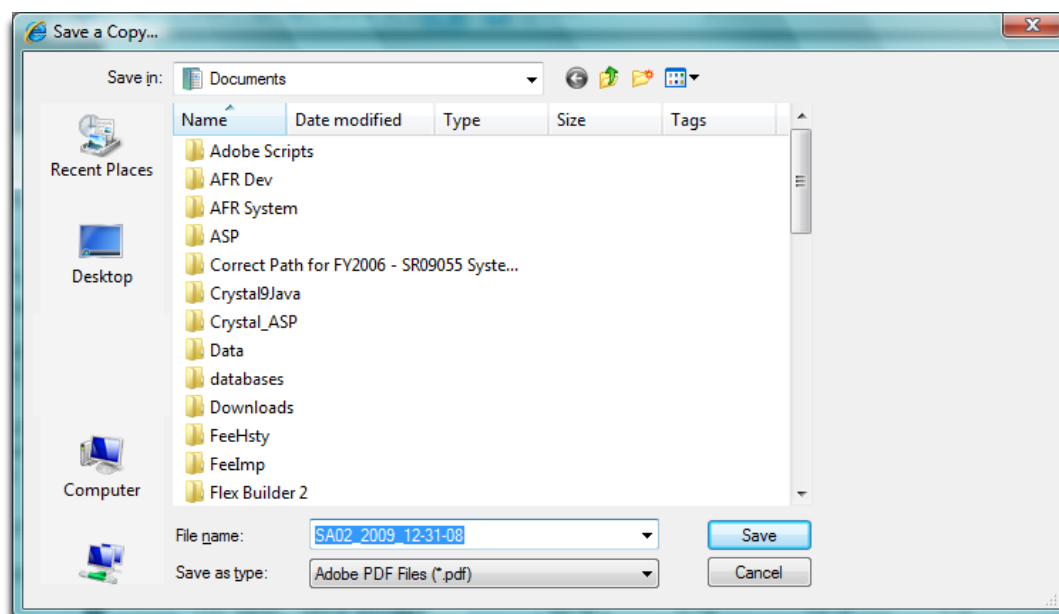 Save a Copy...
Save in: Documents
Name Date modified Type Size Tags
Recent Places
Desktop
Computer
Adobe Scripts
AFR Dev
AFR System
ASP
Correct Path for FY2006 - SR09055 Syste...
Crystal9Java
Crystal_ASP
Data
databases
Downloads
FeeHsty
FeeImp
Flex Builder 2
File name: SA02_2009_12-31-08 Save
Save as type: Adobe PDF Files (*.pdf) Cancel